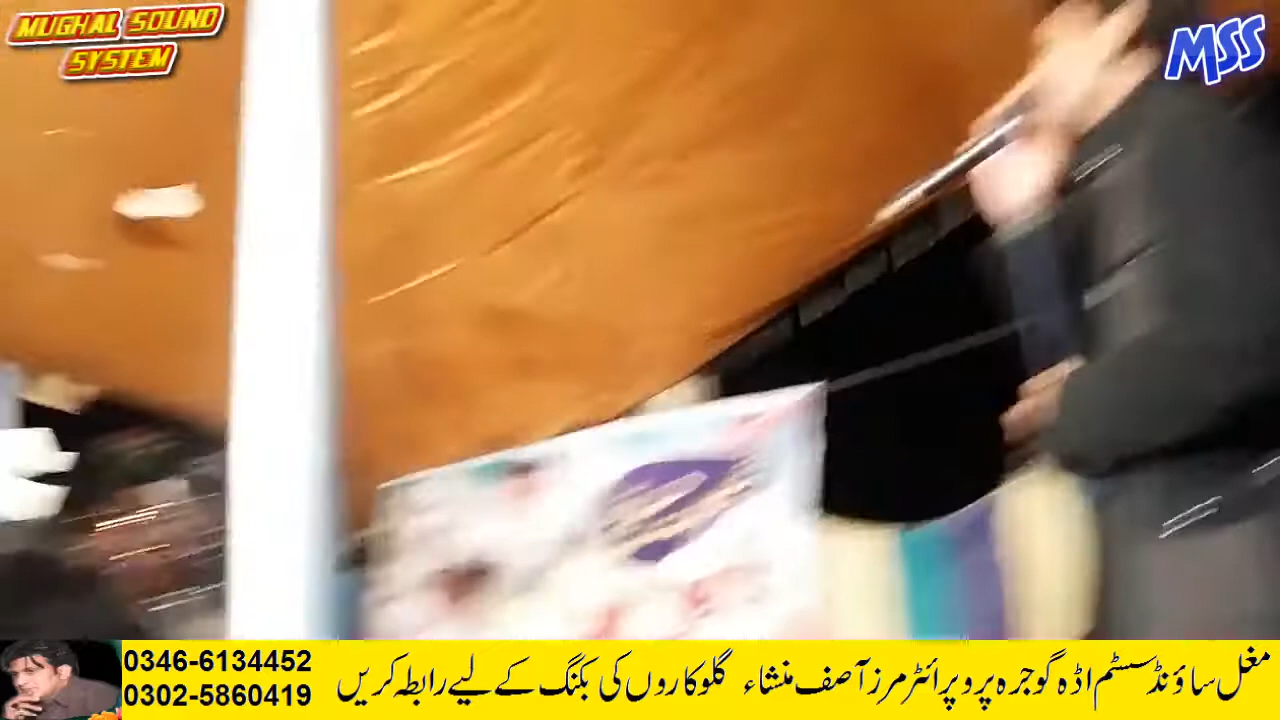 MUGHAL SOUND
SYSTEM
MSS
0346-6134452
0302-5860419
مغل ساؤنڈ سسٹم اڈہ گوجرہ پروپرائٹر مرزا آصف منشاء گلوکاروں کی بکنگ کے لیے رابطہ کریں